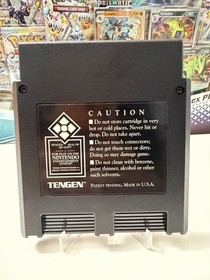 PRISMATIC
CAUTION
■ Do not store cartridge in very
hot or cold places. Never hit or
drop. Do not take apart.
■ Do not touch connectors;
do not get them wet or dirty.
Doing so may damage game.
■ Do not clean with benzene,
paint thinner, alcohol or other
such solvents.
NINTENDO
TENGEN
PATENT PENDING. MADE IN U.S.A.